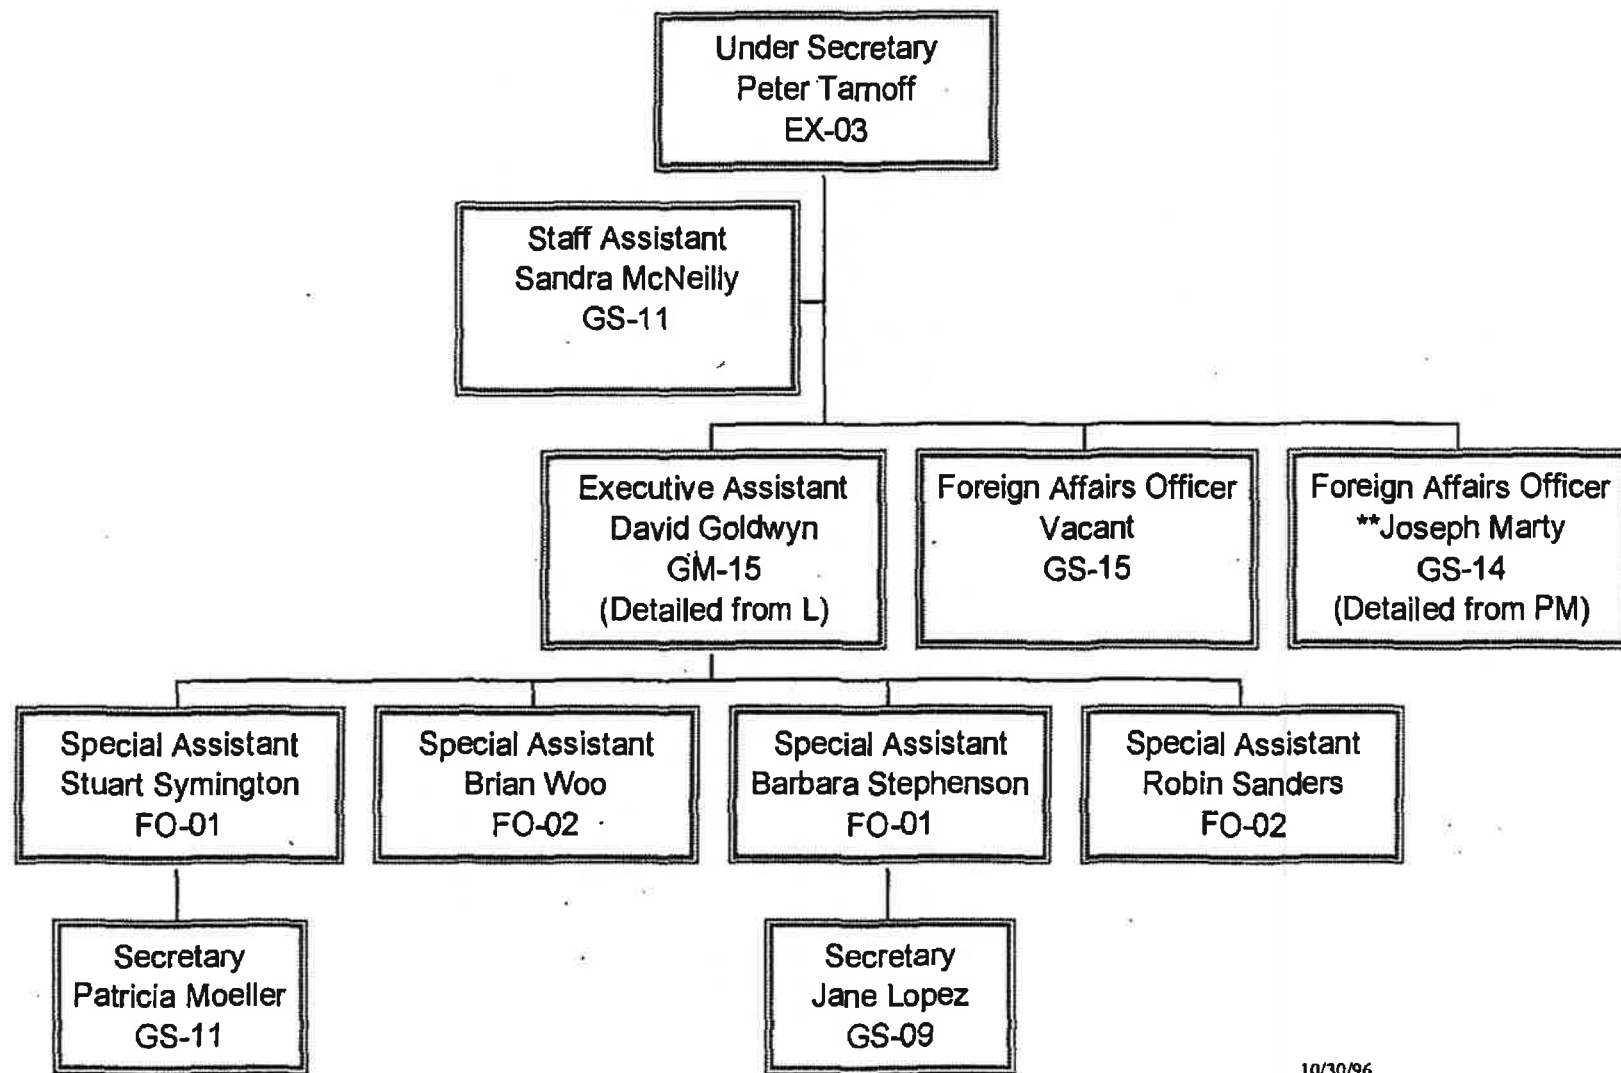 Under Secretary
Peter Tarnoff
EX-03
Staff Assistant
Sandra McNeilly
GS-11
Executive Assistant
David Goldwyn
GM-15
(Detailed from L)
Foreign Affairs Officer
Vacant
GS-15
Foreign Affairs Officer
**Joseph Marty
GS-14
(Detailed from PM)
Special Assistant
Stuart Symington
FO-01
Special Assistant
Brian Woo
FO-02
Special Assistant
Barbara Stephenson
FO-01
Special Assistant
Robin Sanders
FO-02
Secretary
Patricia Moeller
GS-11
Secretary
Jane Lopez
GS-09
10/30/96